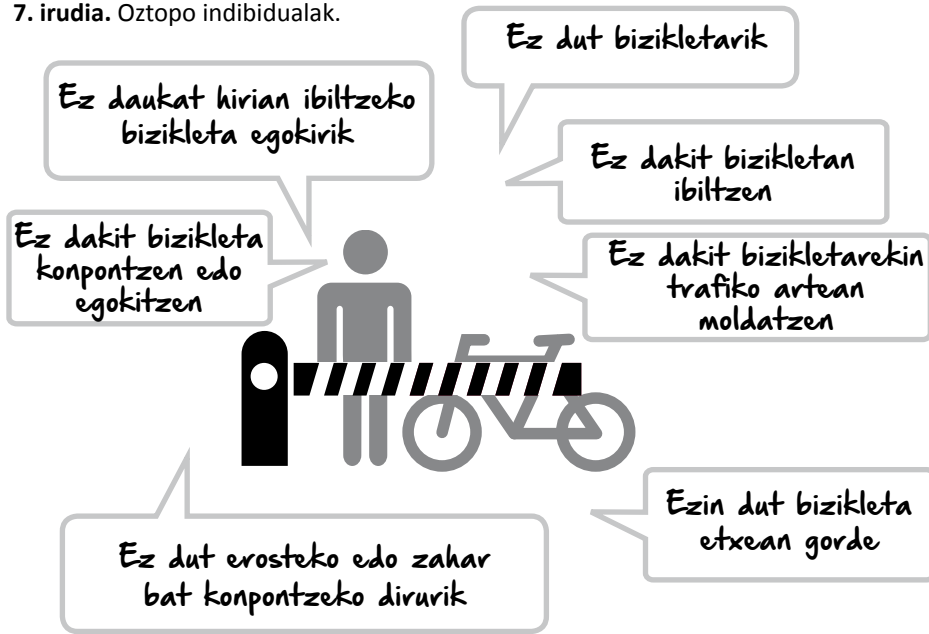 7. irudia. Oztopo indibidualak.
Ez dut bizikletarik
Ez daukat hirian ibiltzeko
bizikleta egokirik
Ez dakit bizikletan
ibiltzen
Ez dakit bizikleta
konpontzen edo
egokitzen
Ez dakit bizikletarekin
trafiko artean
moldatzen
Ezin dut bizikleta
etxean gorde
Ez dut erosteko edo zahar
bat konpontzeko dirurik